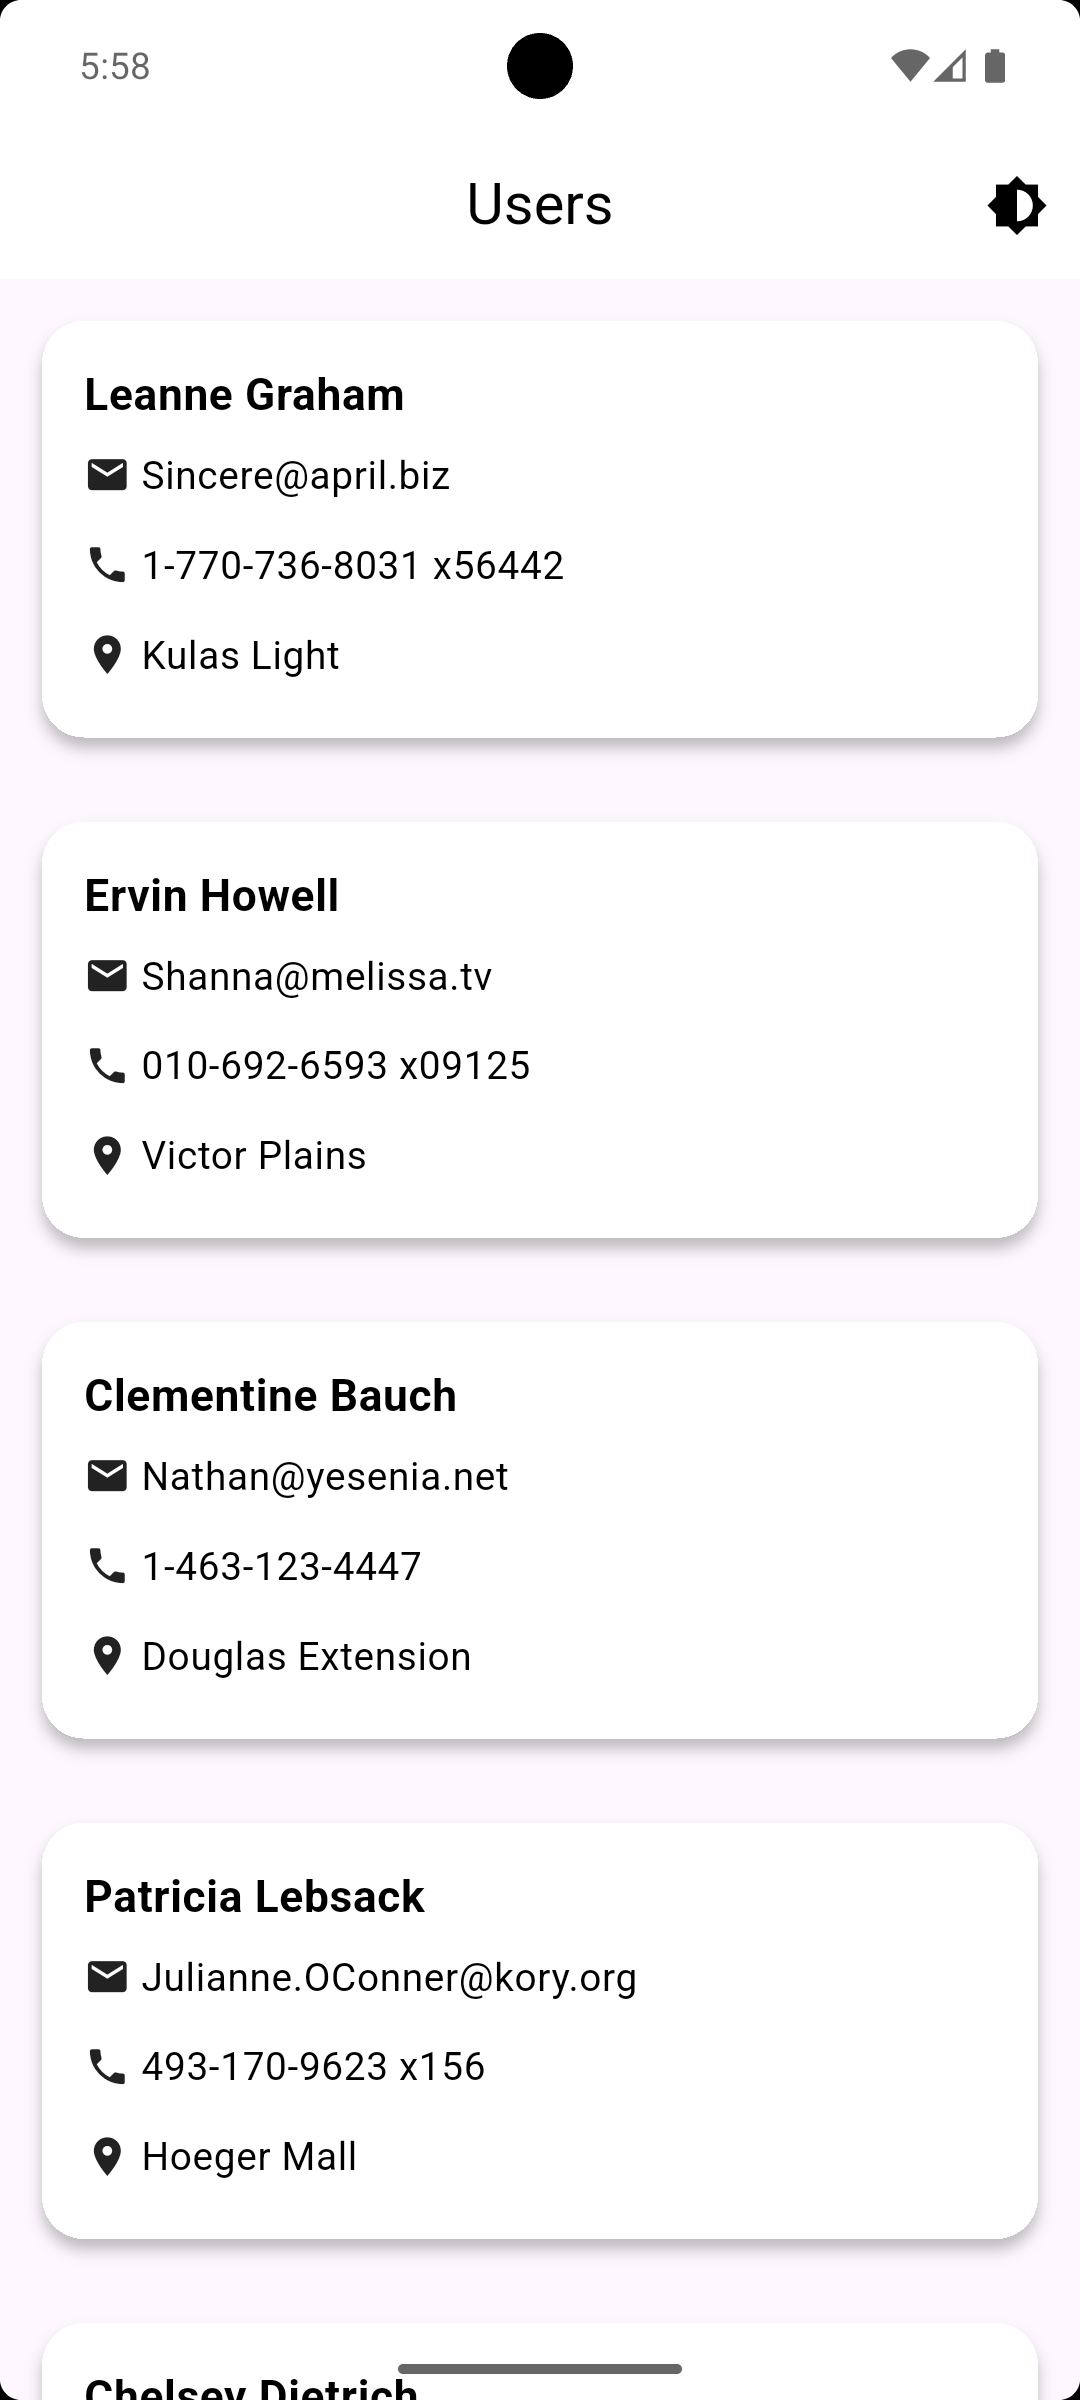 5:58
Users
Leanne Graham
Sincere@april.biz
1-770-736-8031 x56442
Kulas Light
Ervin Howell
Shanna@melissa.tv
010-692-6593 x09125
Victor Plains
Clementine Bauch
Nathan@yesenia.net
1-463-123-4447
Douglas Extension
Patricia Lebsack
Julianne.OConner@kory.org
493-170-9623 x156
Hoeger Mall
Chelsey Dietrich